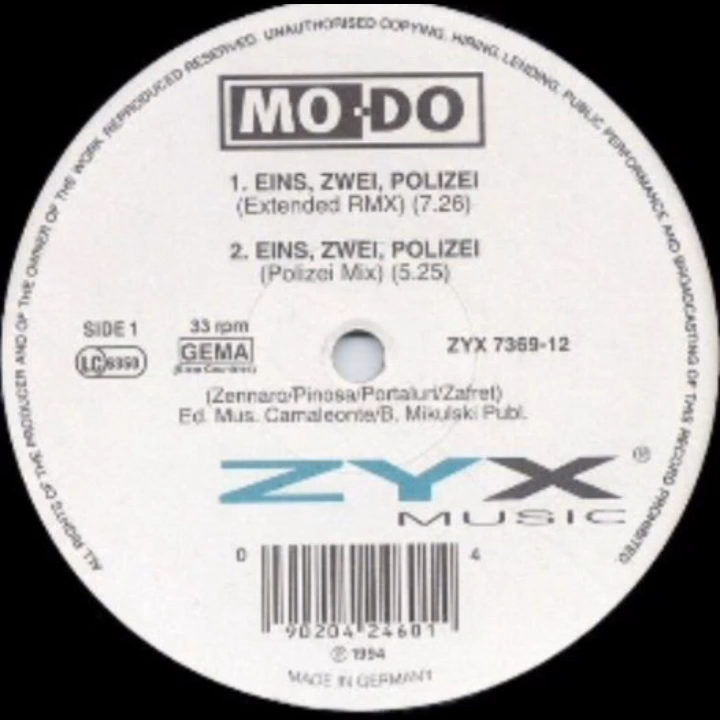 ALL RIGHTS OF THE PRODUCER AND OF THE OWNER OF THE WORK REPRODUCED RESERVED. UNAUTHORISED COPYING, HIRING, LENDING, PUBLIC PERFORMANCE AND BROADCASTING OF THIS RECORD PROHIBITED.
MO·DO
1. EINS, ZWEI, POLIZEI
(Extended RMX) (7.26)
2. EINS, ZWEI, POLIZEI
(Polizei Mix) (5.25)
SIDE 1
33 rpm
LC
GEMA
ZYX 7369-12
(Zennaro/Pinosa/Portaluri/Zafret)
Ed. Mus. Camaleonte/B. Mikulski Publ.
ZYX ®
MUSIC
0 90204 24601 4
℗ 1994
MADE IN GERMANY